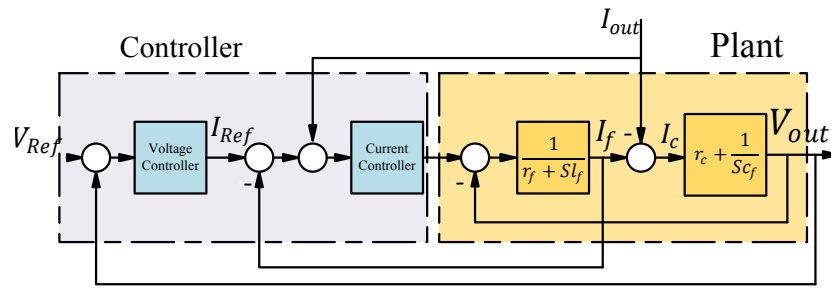 I_out
Controller
Plant
V_Ref
Voltage
Controller
I_Ref
-
Current
Controller
-
1
r_f + Sl_f
I_f
-
I_c
r_c + 1
Sc_f
V_out